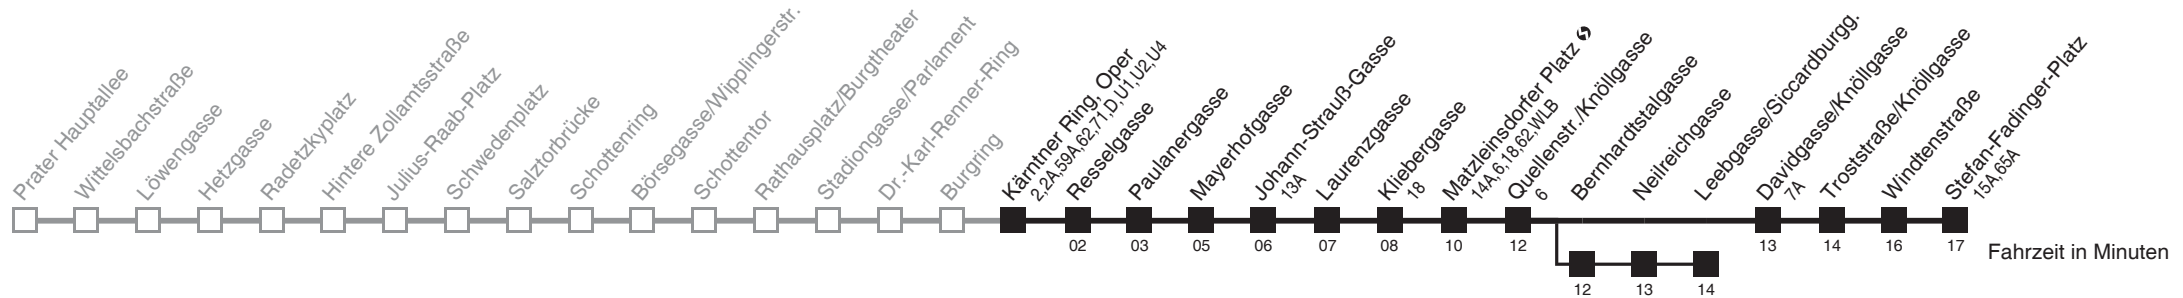 Prater Hauptallee
Wittelsbachstraße
Löwengasse
Hetzgasse
Radetzkyplatz
Hintere Zollamtsstraße
Julius-Raab-Platz
Schwedenplatz
Salztorbrücke
Schottenring
Börsegasse/Wipplingerstr.
Schottentor
Rathausplatz/Burgtheater
Stadiongasse/Parlament
Dr.-Karl-Renner-Ring
Burgring
Kärntner Ring, Oper
2,2A,59A,62,71,D,U1,U2,U4
Resselgasse
Paulanergasse
Mayerhofgasse
Johann-Strauß-Gasse
13A
Laurenzgasse
Kliebergasse
18
Matzleinsdorfer Platz
14A,6,18,62,WLB
Quellenstr./Knöllgasse
6
Bernhardtstalgasse
Neilreichgasse
Leebgasse/Siccardburgg.
Davidgasse/Knöllgasse
7A
Troststraße/Knöllgasse
Windtenstraße
Stefan-Fadinger-Platz
15A,65A
02 03 05 06 07 08 10 12 13 14 16 17
Fahrzeit in Minuten
12 13 14